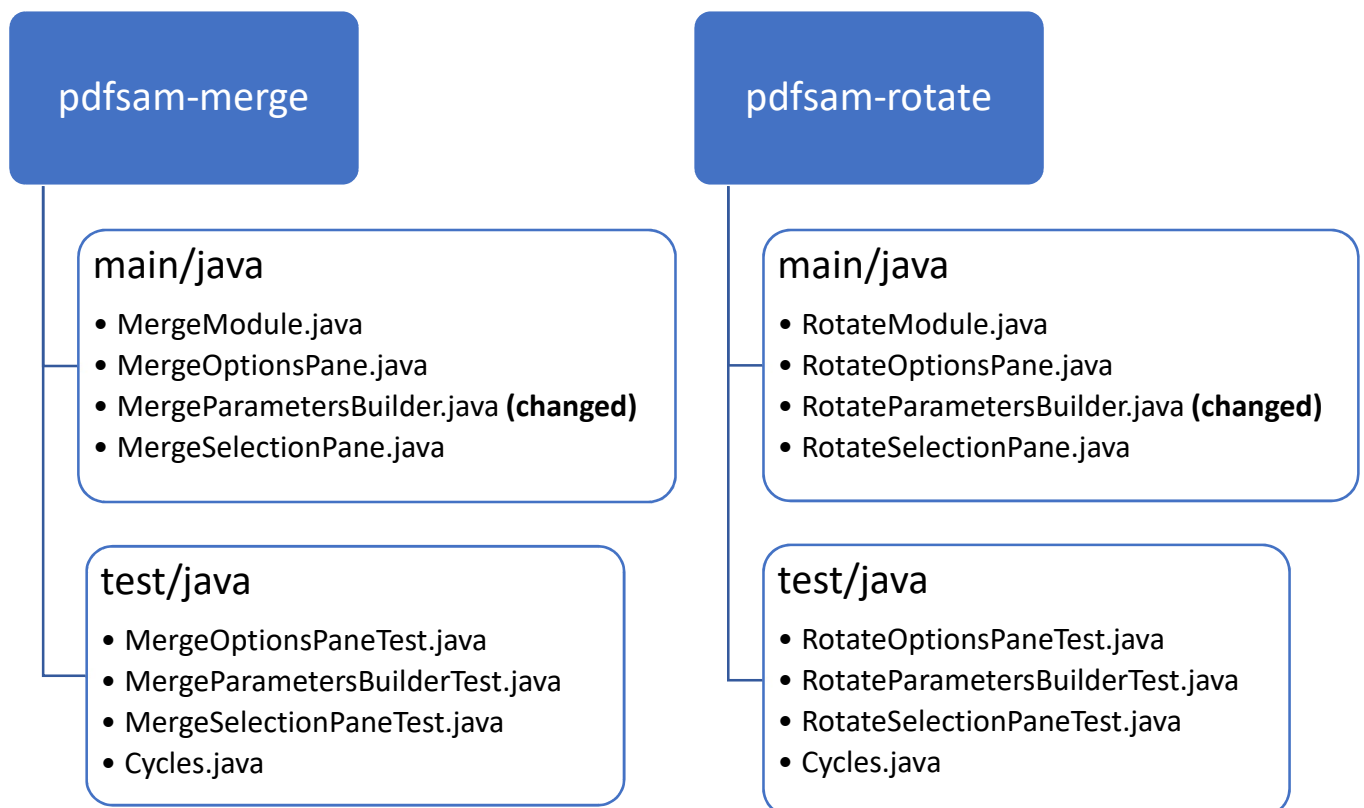 pdfsam-merge
main/java
• MergeModule.java
• MergeOptionsPane.java
• MergeParametersBuilder.java (changed)
• MergeSelectionPane.java
test/java
• MergeOptionsPaneTest.java
• MergeParametersBuilderTest.java
• MergeSelectionPaneTest.java
• Cycles.java
pdfsam-rotate
main/java
• RotateModule.java
• RotateOptionsPane.java
• RotateParametersBuilder.java (changed)
• RotateSelectionPane.java
test/java
• RotateOptionsPaneTest.java
• RotateParametersBuilderTest.java
• RotateSelectionPaneTest.java
• Cycles.java